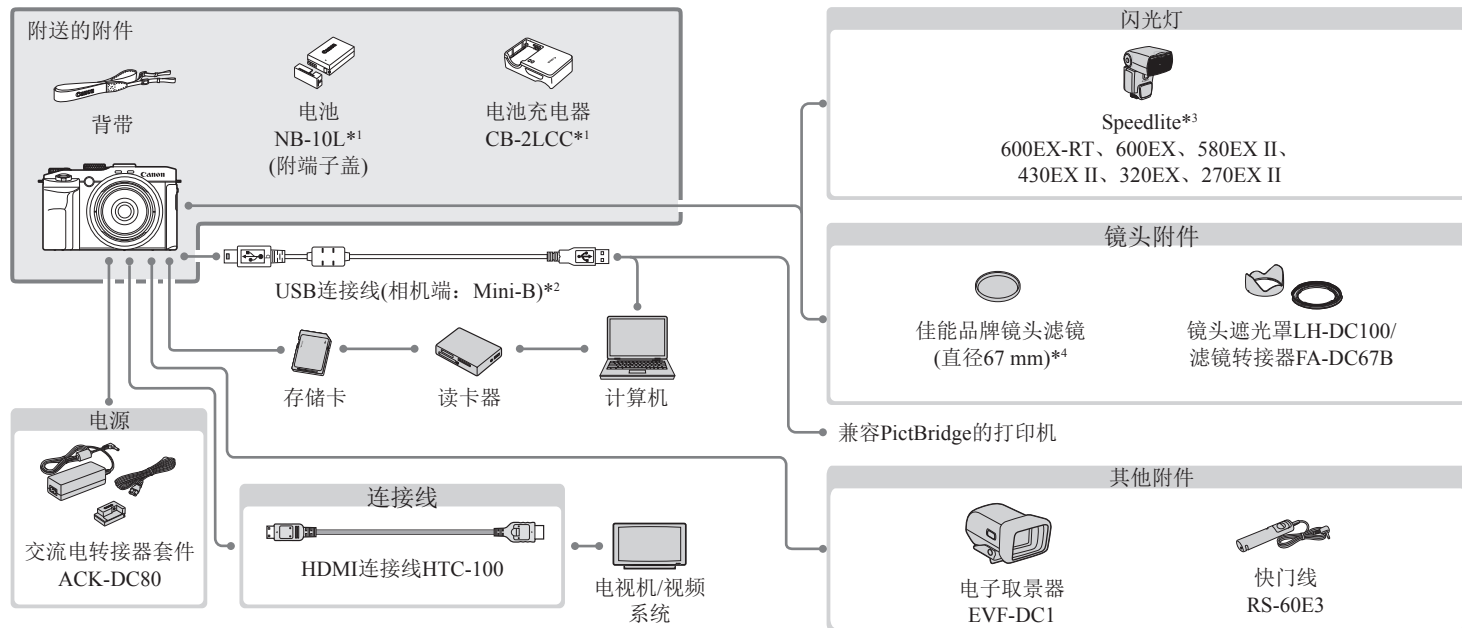 附送的附件
背带
电池
NB-10L*1
(附端子盖)
电池充电器
CB-2LCC*1
Canon
USB连接线(相机端：Mini-B)*2
存储卡
读卡器
计算机
电源
交流电转接器套件
ACK-DC80
连接线
HDMI连接线HTC-100
电视机/视频
系统
闪光灯
Speedlite*3
600EX-RT、600EX、580EX II、
430EX II、320EX、270EX II
镜头附件
佳能品牌镜头滤镜
(直径67 mm)*4
镜头遮光罩LH-DC100/
滤镜转接器FA-DC67B
兼容PictBridge的打印机
其他附件
电子取景器
EVF-DC1
快门线
RS-60E3